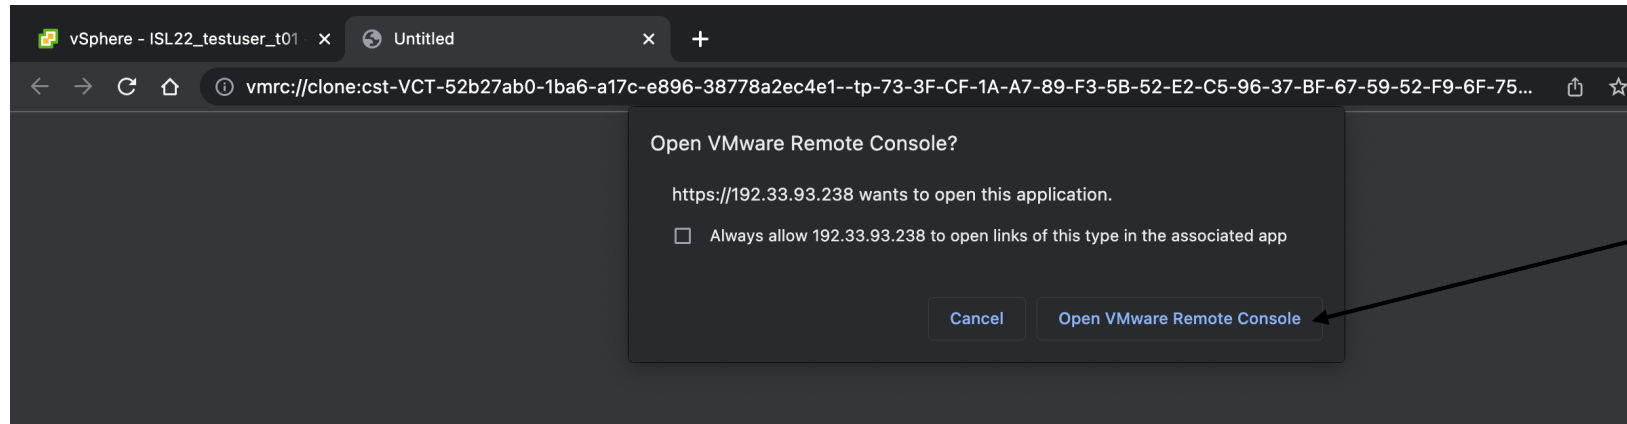 vSphere - ISL22_testuser_t01 -
Untitled
vmrc://clone:cst-VCT-52b27ab0-1ba6-a17c-e896-38778a2ec4e1--tp-73-3F-CF-1A-A7-89-F3-5B-52-E2-C5-96-37-BF-67-59-52-F9-6F-75...
Open VMware Remote Console?
https://192.33.93.238 wants to open this application.
Always allow 192.33.93.238 to open links of this type in the associated app
Cancel
Open VMware Remote Console